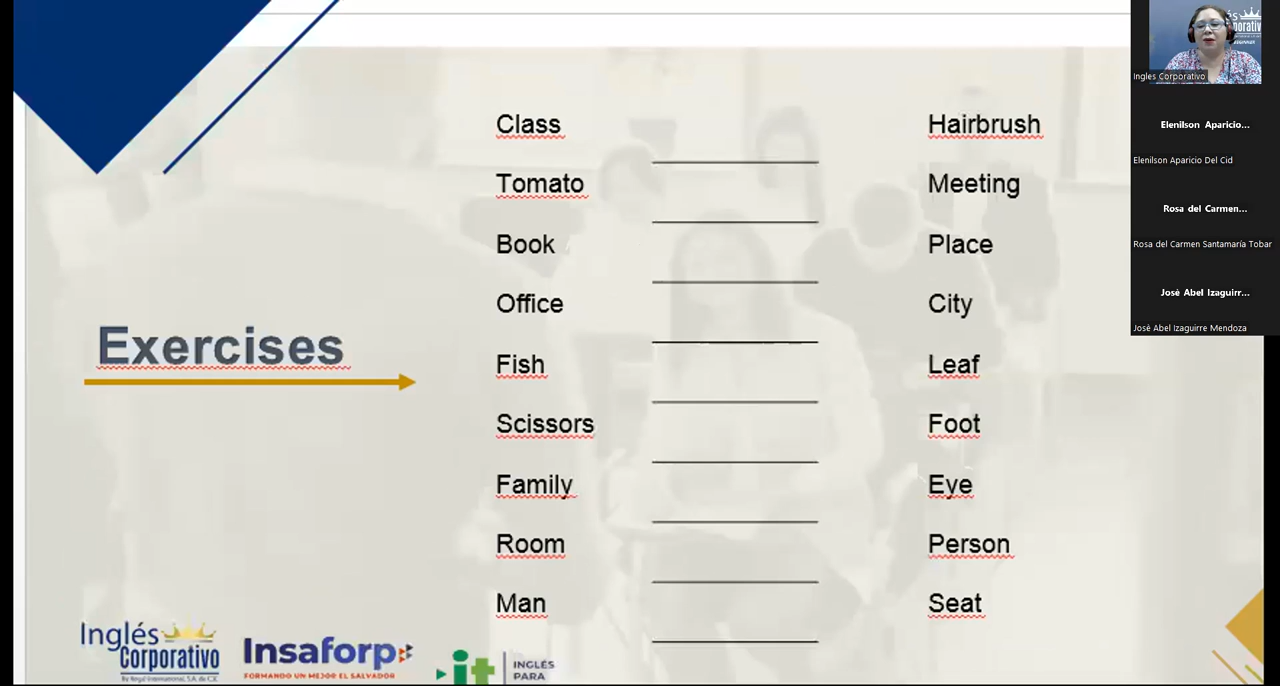 Exercises
Class
Tomato
Book
Office
Fish
Scissors
Family
Room
Man
Hairbrush
Meeting
Place
City
Leaf
Foot
Eye
Person
Seat
Inglés
Corporativo
Insaforp
FORMANDO UN MEJOR EL SALVADOR
it
INGLÉS
PARA
Ingles Corporativo
Elenilson Aparicio...
Elenilson Aparicio Del Cid
Rosa del Carmen...
Rosa del Carmen Santamaría Tobar
José Abel Izaguirr...
José Abel Izaguirre Mendoza